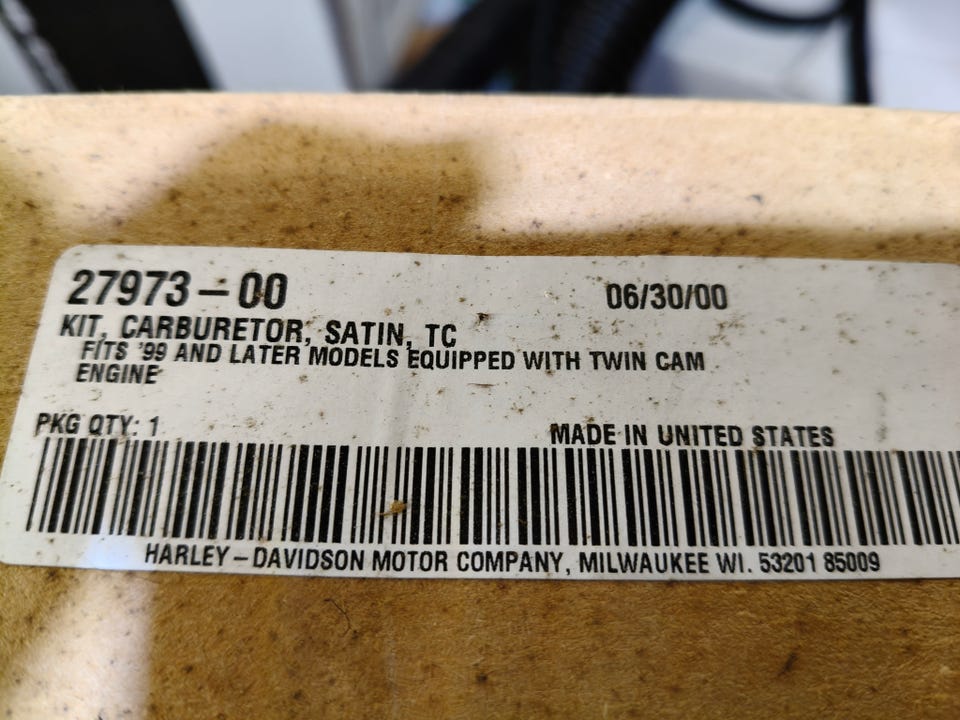 27973-00 06/30/00
KIT, CARBURETOR, SATIN, TC
FITS '99 AND LATER MODELS EQUIPPED WITH TWIN CAM
ENGINE
PKG QTY: 1 MADE IN UNITED STATES
HARLEY-DAVIDSON MOTOR COMPANY, MILWAUKEE WI. 53201 85009